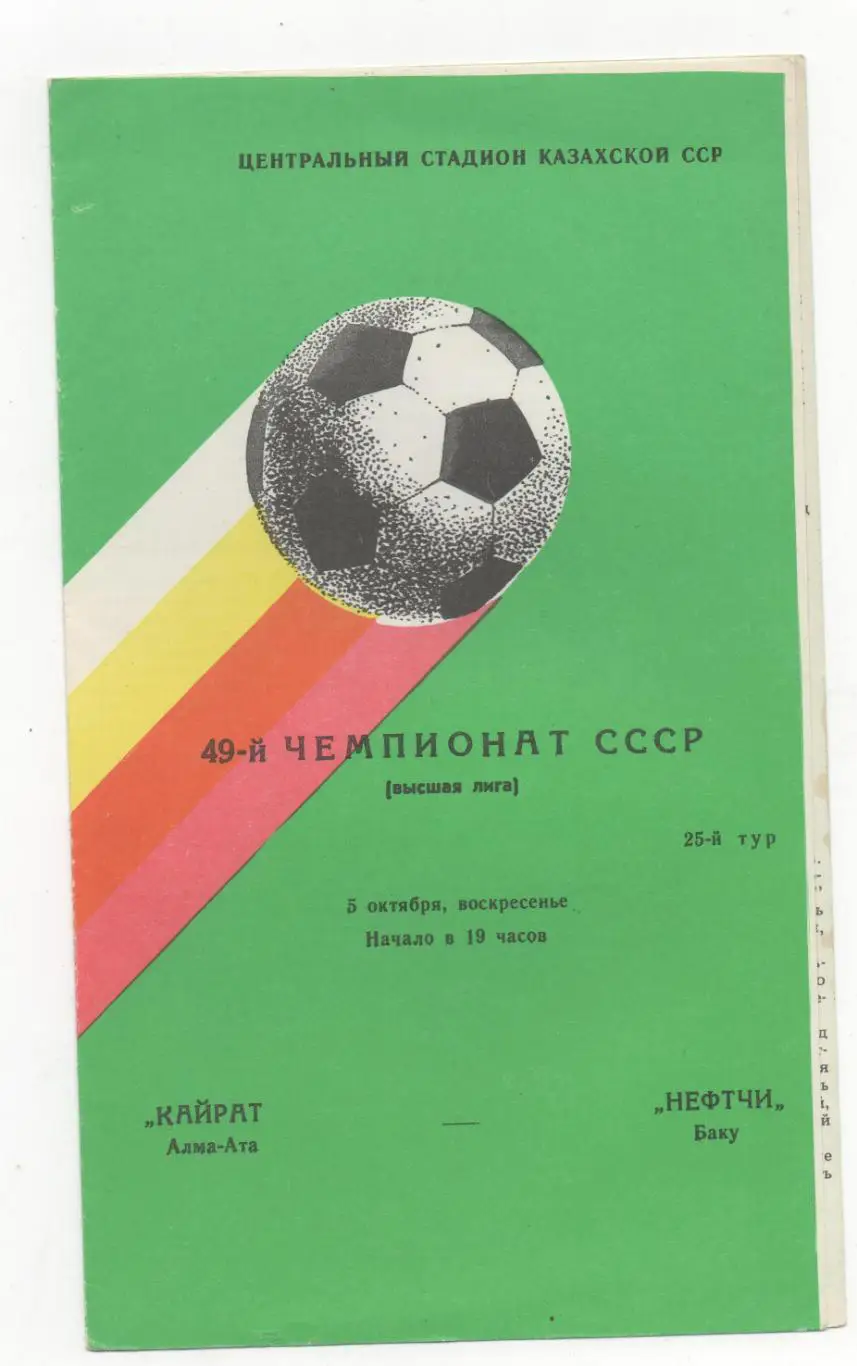 ЦЕНТРАЛЬНЫЙ СТАДИОН КАЗАХСКОЙ ССР
49-й ЧЕМПИОНАТ СССР
(высшая лига)
25-й тур
5 октября, воскресенье
Начало в 19 часов
„КАЙРАТ
Алма-Ата
—
„НЕФТЧИ„
Баку